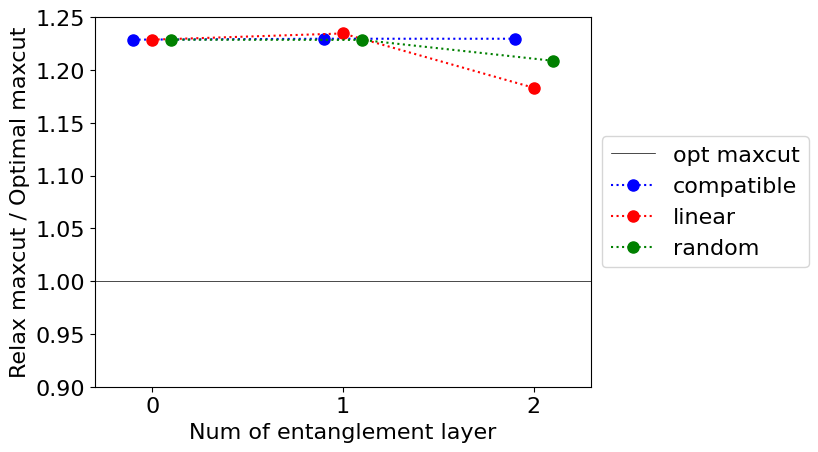 Relax maxcut / Optimal maxcut
1.25
1.20
1.15
1.10
1.05
1.00
0.95
0.90
0
1
2
Num of entanglement layer
opt maxcut
compatible
linear
random